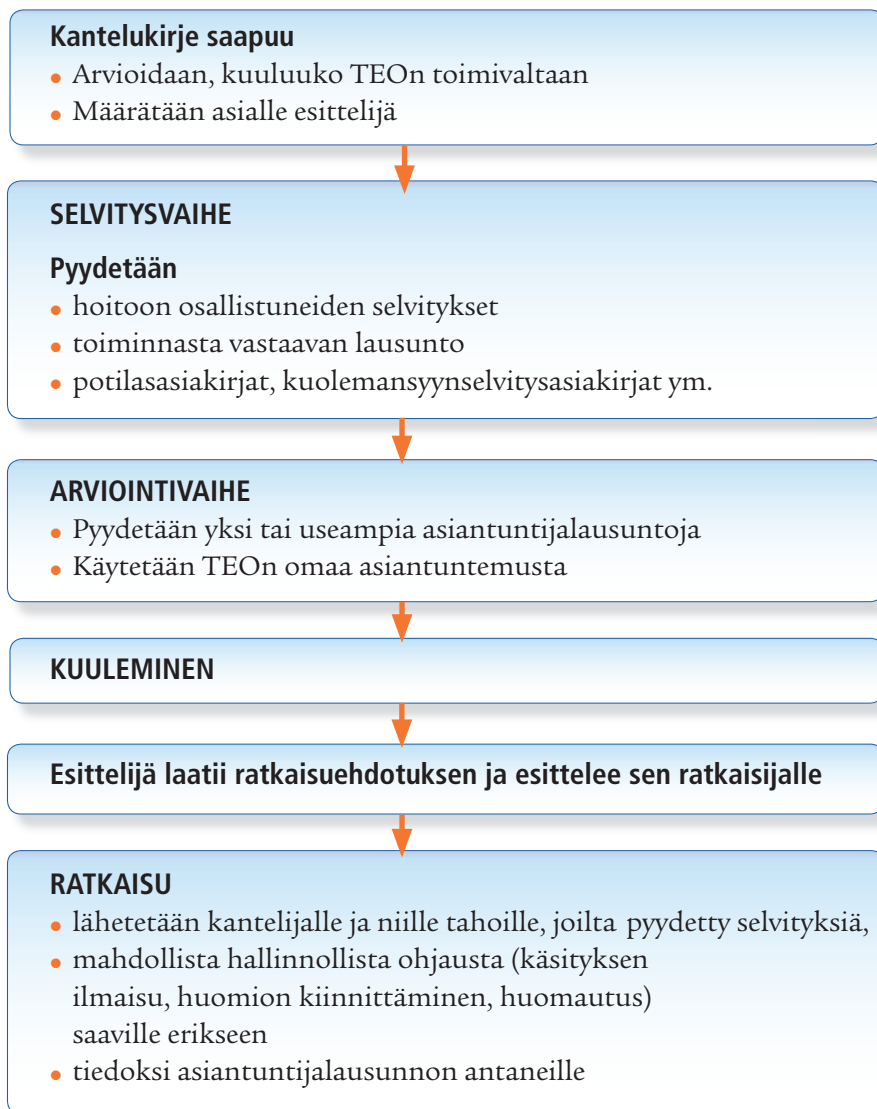 Kantelukirje saapuu
• Arvioidaan, kuuluuko TEOn toimivaltaan
• Määrätään asialle esittelijä
SELVITYSVAIHE
Pyydetään
• hoitoon osallistuneiden selvitykset
• toiminnasta vastaavan lausunto
• potilasasiakirjat, kuolemansyynselvitysasiakirjat ym.
ARVIOINTIVAIHE
• Pyydetään yksi tai useampia asiantuntijalausuntoja
• Käytetään TEOn omaa asiantuntemusta
KUULEMINEN
Esittelijä laatii ratkaisuehdotuksen ja esittelee sen ratkaisijalle
RATKAISU
• lähetetään kantelijalle ja niille tahoille, joilta pyydetty selvityksiä,
• mahdollista hallinnollista ohjausta (käsityksen
ilmaisu, huomion kiinnittäminen, huomautus)
saaville erikseen
• tiedoksi asiantuntijalausunnon antaneille